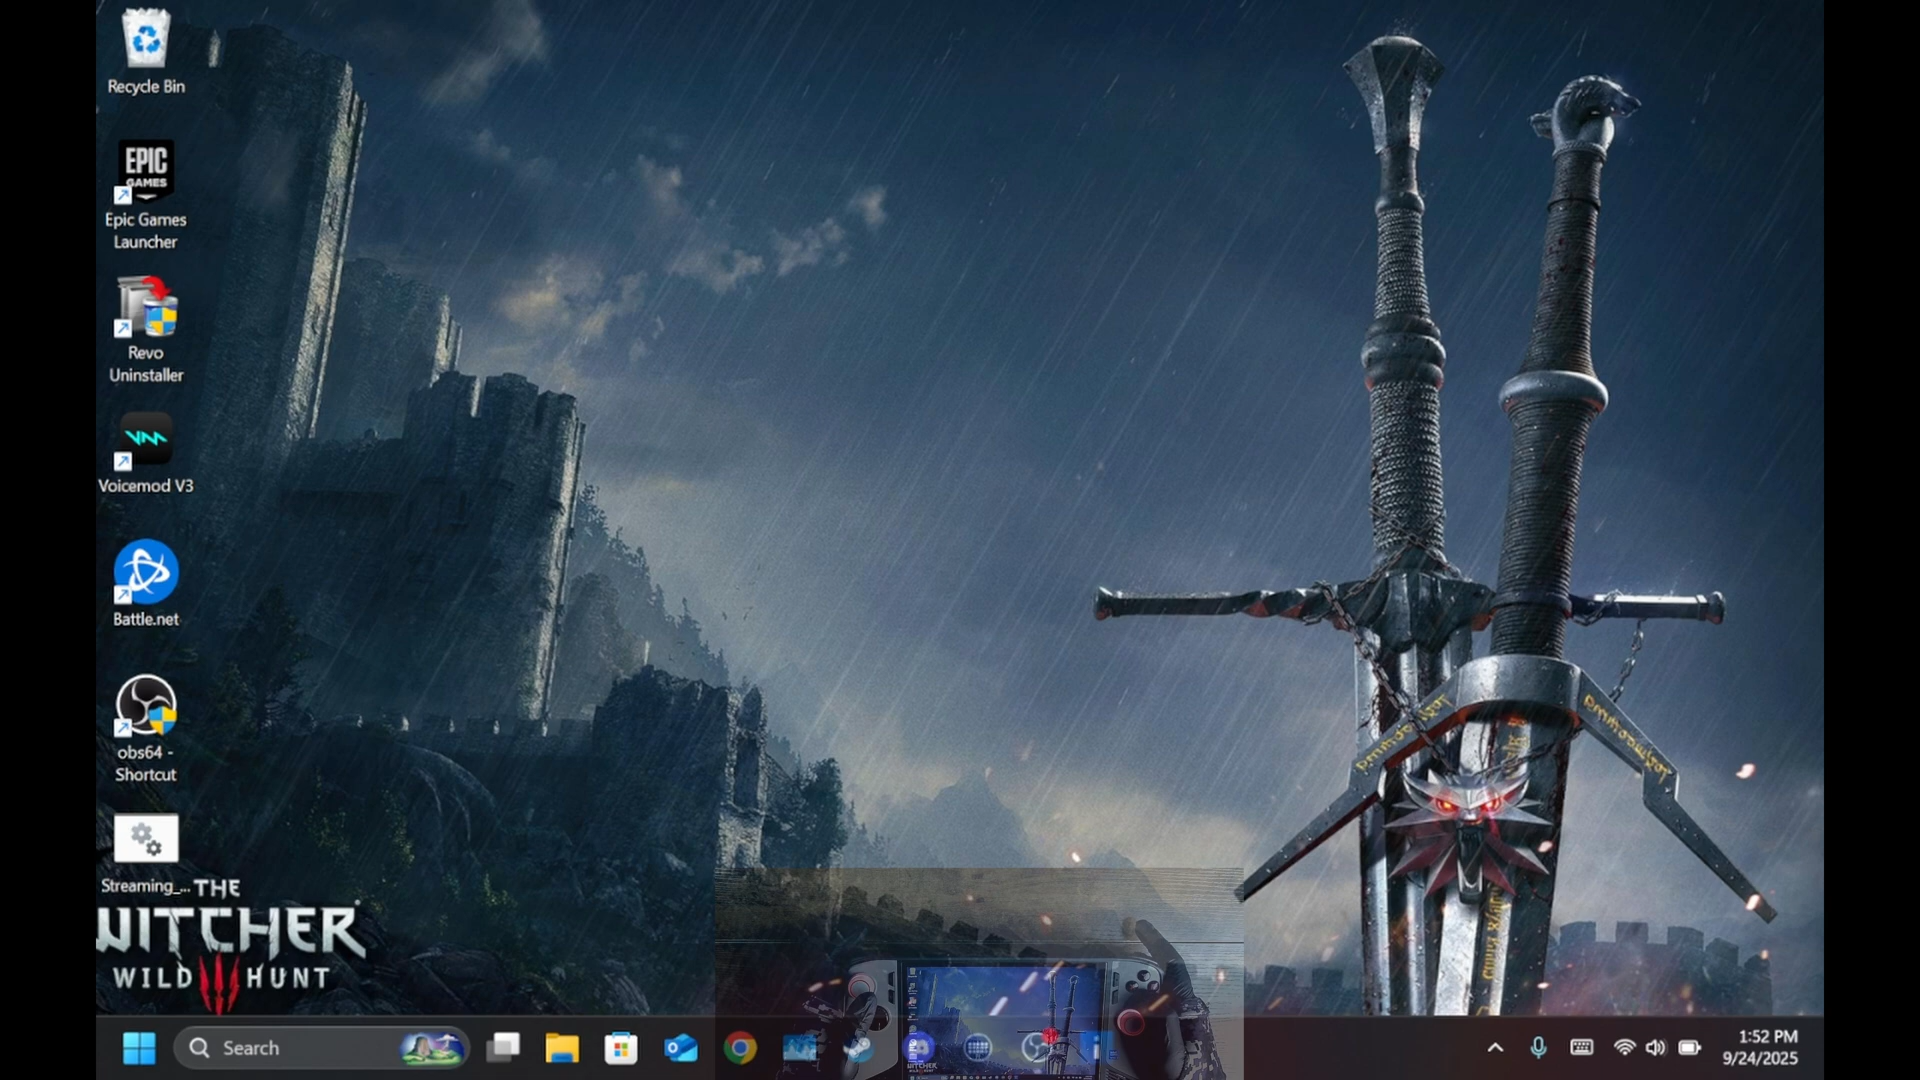 Recycle Bin
EPIC
GAMES
Epic Games
Launcher
Revo
Uninstaller
Voicemod V3
Battle.net
obs64 -
Shortcut
Streaming_...
THE
WITCHER
WILD III HUNT
Search
1:52 PM
9/24/2025